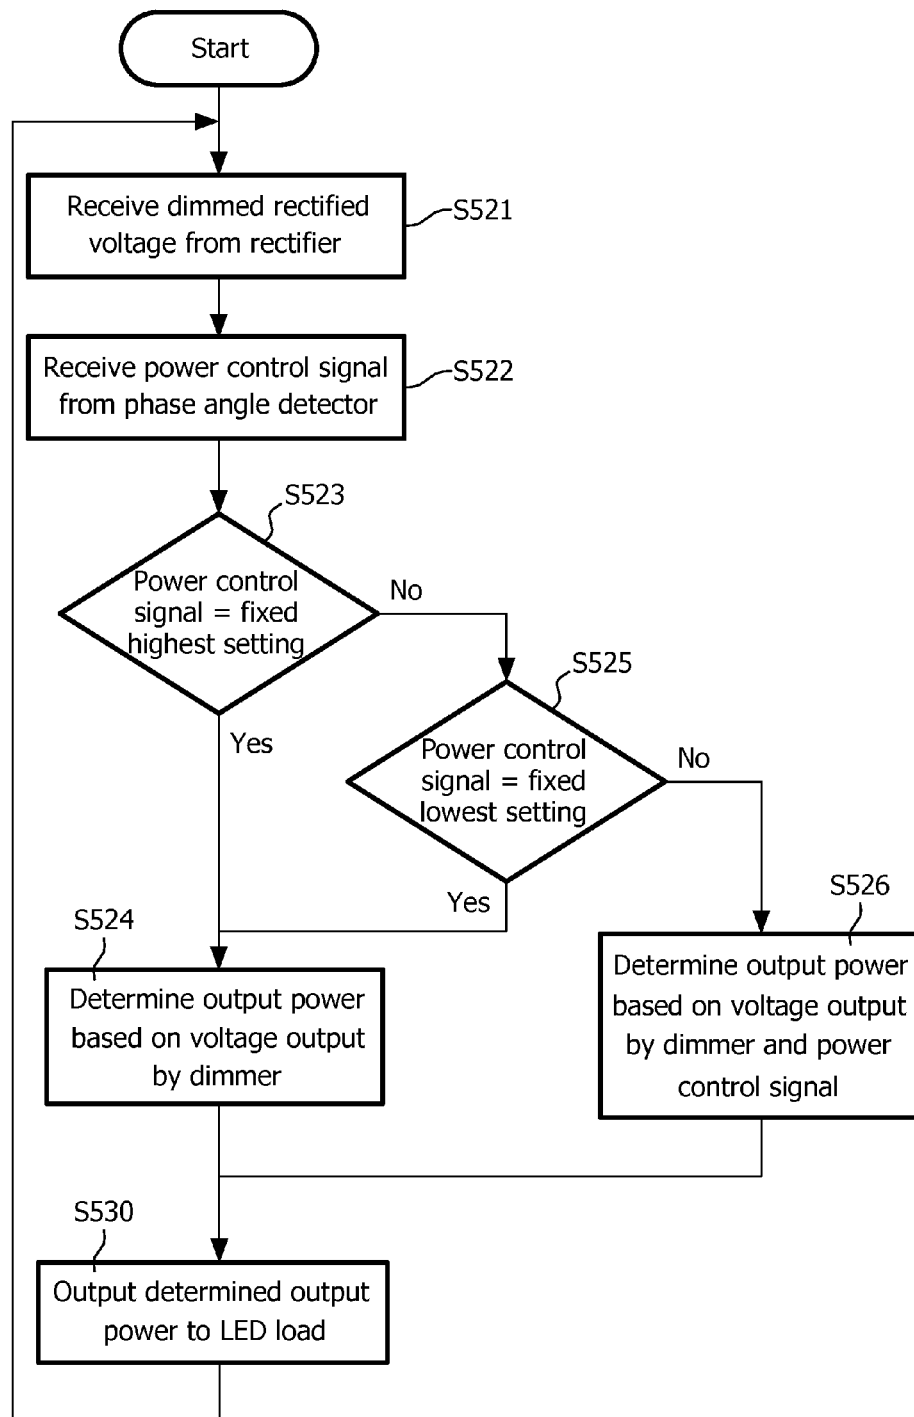 Start
Receive dimmed rectified
voltage from rectifier
S521
Receive power control signal
from phase angle detector
S522
S523
Power control
signal = fixed
highest setting
No
Yes
S525
Power control
signal = fixed
lowest setting
No
Yes
S524
Determine output power
based on voltage output
by dimmer
S526
Determine output power
based on voltage output
by dimmer and power
control signal
S530
Output determined output
power to LED load